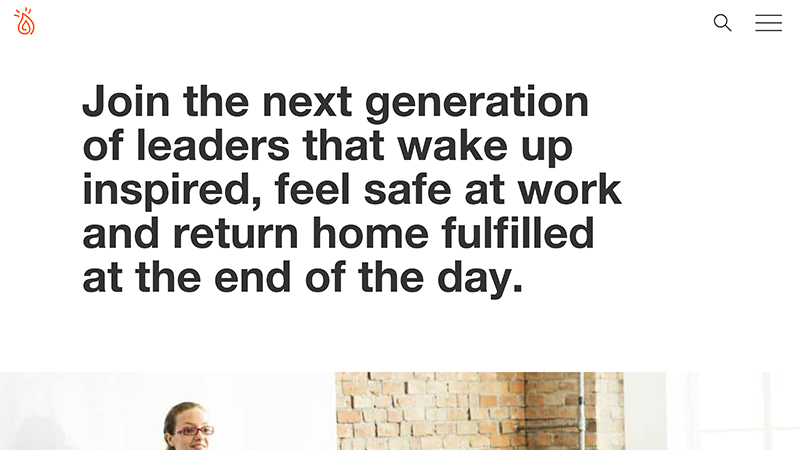 Join the next generation
of leaders that wake up
inspired, feel safe at work
and return home fulfilled
at the end of the day.